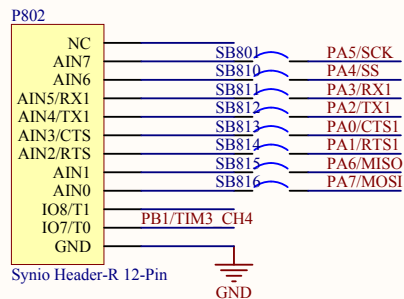 P802
NC
AIN7 SB801 PA5/SCK
AIN6 SB810 PA4/SS
AIN5/RX1 SB811 PA3/RX1
AIN4/TX1 SB812 PA2/TX1
AIN3/CTS SB813 PA0/CTS1
AIN2/RTS SB814 PA1/RTS1
AIN1 SB815 PA6/MISO
AIN0 SB816 PA7/MOSI
IO8/T1
IO7/T0 PB1/TIM3_CH4
GND
Synio Header-R 12-Pin
GND